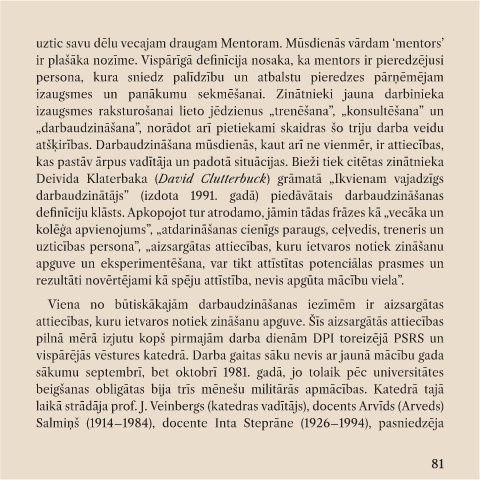 uztic savu dēlu vecajam draugam Mentoram. Mūsdienās vārdam ‘mentors’
ir plašāka nozīme. Vispārīgā definīcija nosaka, ka mentors ir pieredzējusi
persona, kura sniedz palīdzību un atbalstu pieredzes pārņēmējam
izaugsmes un panākumu sekmēšanai. Zinātnieki jauna darbinieka
izaugsmes raksturošanai lieto jēdzienus „trenēšana”, „konsultēšana” un
„darbaudzināšana”, norādot arī pietiekami skaidras šo triju darba veidu
atšķirības. Darbaudzināšana mūsdienās, kaut arī ne vienmēr, ir attiecības,
kas pastāv ārpus vadītāja un padotā situācijas. Bieži tiek citētas zinātnieka
Deivida Klaterbaka (David Clutterbuck) grāmatā „Ikvienam vajadzīgs
darbaudzinātājs” (izdota 1991. gadā) piedāvātais darbaudzināšanas
definīciju klāsts. Apkopojot tur atrodamo, jāmin tādas frāzes kā „vecāka un
kolēģa apvienojums”, „atdarināšanas cienīgs paraugs, ceļvedis, treneris un
uzticības persona”, „aizsargātas attiecības, kuru ietvaros notiek zināšanu
apguve un eksperimentēšana, var tikt attīstītas potenciālas prasmes un
rezultāti novērtējami kā spēju attīstība, nevis apgūta mācību viela”.
Viena no būtiskākajām darbaudzināšanas iezīmēm ir aizsargātas
attiecības, kuru ietvaros notiek zināšanu apguve. Šīs aizsargātās attiecības
pilnā mērā izjutu kopš pirmajām darba dienām DPI toreizējā PSRS un
vispārējās vēstures katedrā. Darba gaitas sāku nevis ar jaunā mācību gada
sākumu septembrī, bet oktobrī 1981. gadā, jo tolaik pēc universitātes
beigšanas obligātas bija trīs mēnešu militārās apmācības. Katedrā tajā
laikā strādāja prof. J. Veinbergs (katedras vadītājs), docents Arvīds (Arveds)
Salmiņš (1914–1984), docente Inta Steprāne (1926–1994), pasniedzēja
81